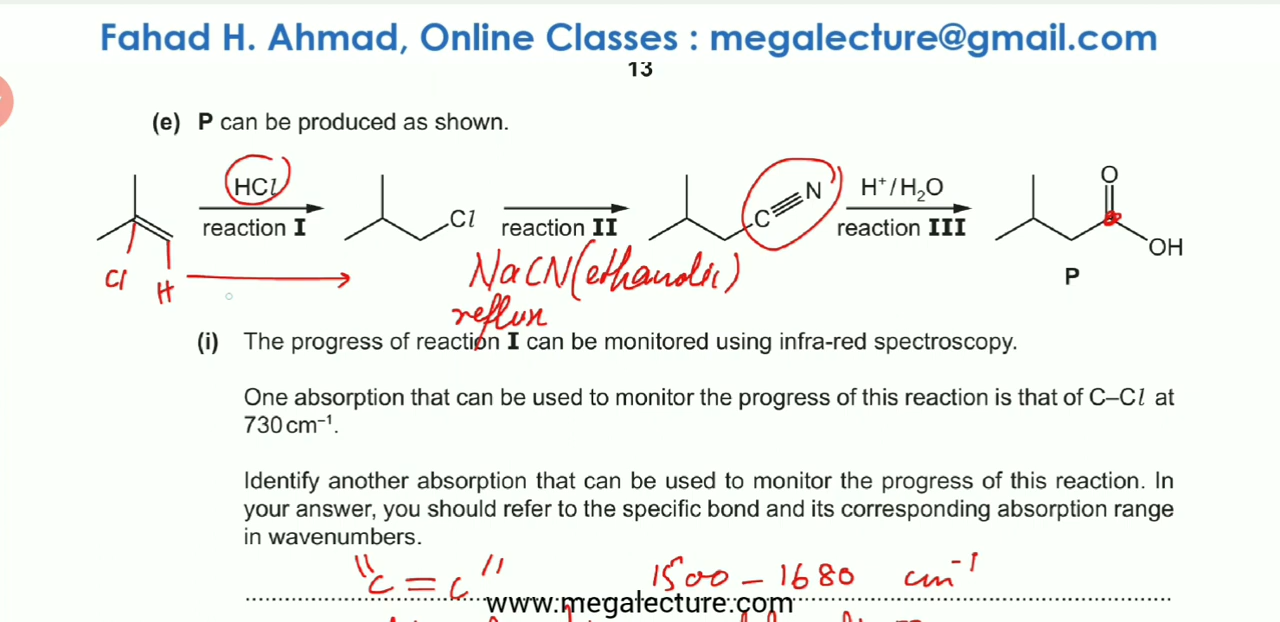 Fahad H. Ahmad, Online Classes : megalecture@gmail.com
13
(e) P can be produced as shown.
HCl
reaction I
Cl
reaction II
C≡N
H⁺/H₂O
reaction III
O
OH
P
Cl
H
NaCN(ethanolic)
reflux
(i) The progress of reaction I can be monitored using infra-red spectroscopy.
One absorption that can be used to monitor the progress of this reaction is that of C–Cl at
730 cm⁻¹.
Identify another absorption that can be used to monitor the progress of this reaction. In
your answer, you should refer to the specific bond and its corresponding absorption range
in wavenumbers.
"C=C" 1500 – 1680 cm⁻¹
www.megalecture.com